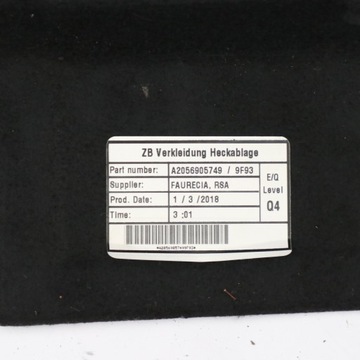 ZB Verkleidung Heckablage
Part number: A2056905749 / 9F93
Supplier: FAURECIA, RSA
Prod. Date: 1 / 3 /2018
Time: 3 :01
E/Q
Level
Q4